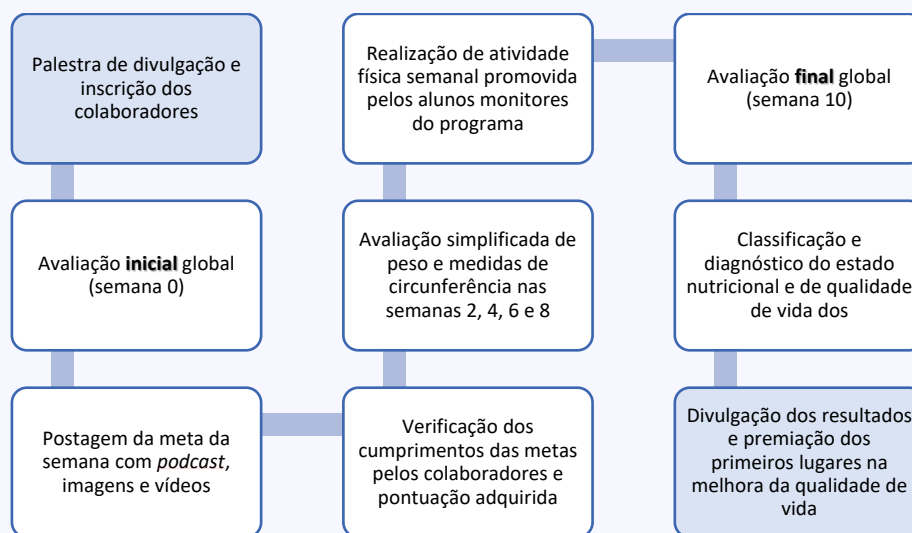 Palestra de divulgação e
inscrição dos
colaboradores
Avaliação inicial global
(semana 0)
Postagem da meta da
semana com podcast,
imagens e vídeos
Verificação dos
cumprimentos das metas
pelos colaboradores e
pontuação adquirida
Avaliação simplificada de
peso e medidas de
circunferência nas
semanas 2, 4, 6 e 8
Realização de atividade
física semanal promovida
pelos alunos monitores
do programa
Avaliação final global
(semana 10)
Classificação e
diagnóstico do estado
nutricional e de qualidade
de vida dos
Divulgação dos resultados
e premiação dos
primeiros lugares na
melhora da qualidade de
vida